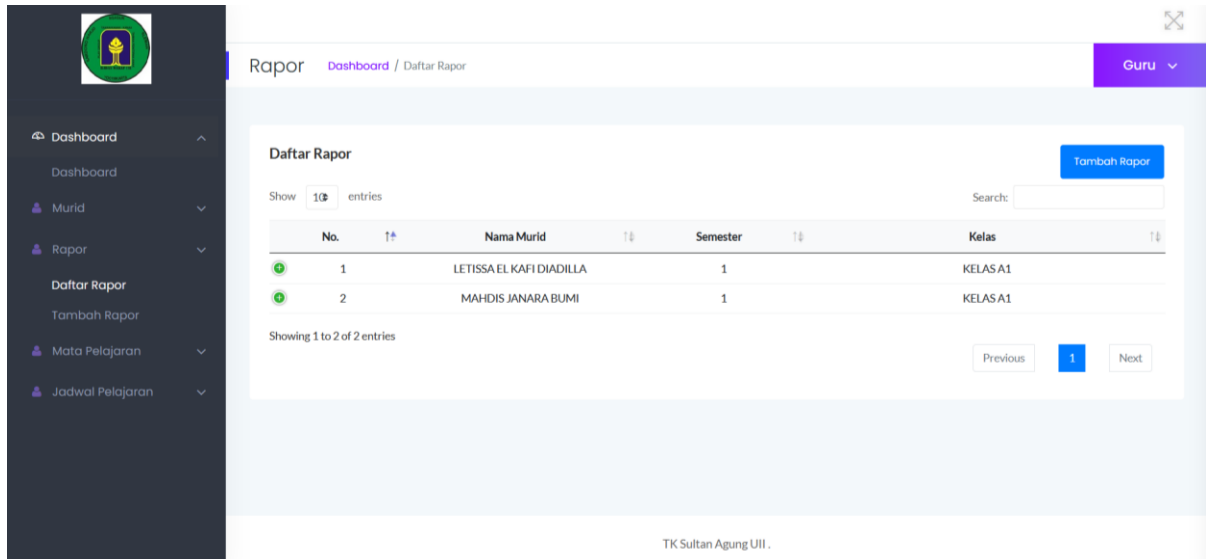 Rapor Dashboard / Daftar Rapor
Guru
Dashboard
Dashboard
Murid
Rapor
Daftar Rapor
Tambah Rapor
Mata Pelajaran
Jadwal Pelajaran
Daftar Rapor
Tambah Rapor
Show 10 entries
Search:
No. Nama Murid Semester Kelas
1 LETISSA EL KAFI DIADILLA 1 KELAS A1
2 MAHDIS JANARA BUMI 1 KELAS A1
Showing 1 to 2 of 2 entries
Previous 1 Next
TK Sultan Agung UII .